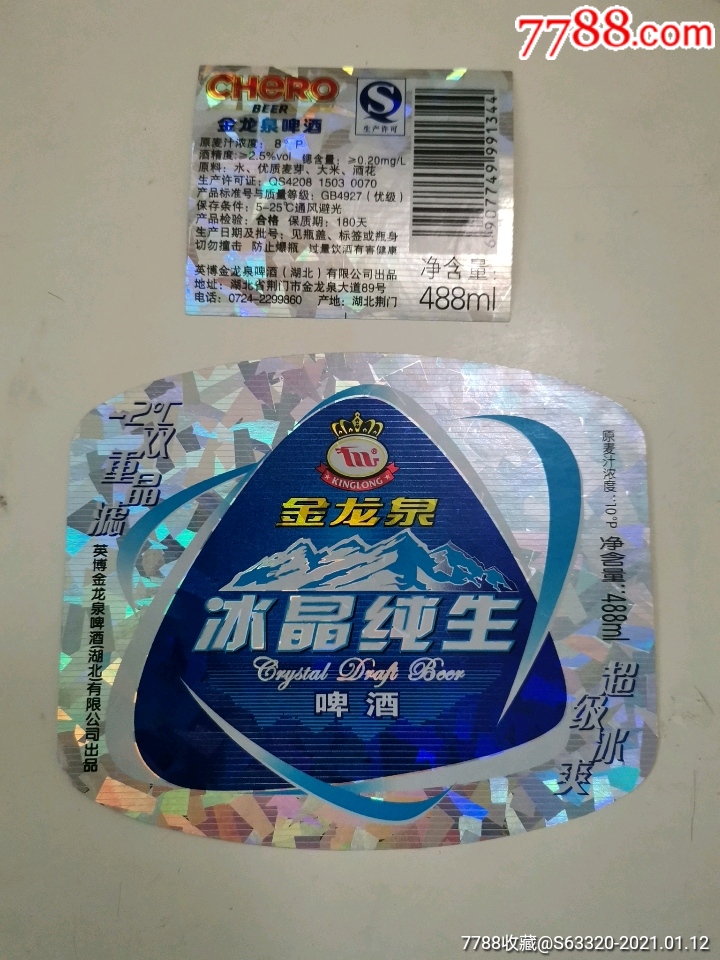 7788.com
CHERO
BEER
金龙泉啤酒
生产许可
原麦汁浓度： 8°P
酒精度：≥2.5%vol 锶含量：≥0.20mg/L
原料：水、优质麦芽、大米、酒花
生产许可证：QS4208 1503 0070
产品标准号与质量等级：GB4927（优级）
保存条件：5-25℃通风避光
产品检验：合格 保质期：180天
生产日期及批号：见瓶盖、标签或瓶身
切勿撞击 防止爆瓶 过量饮酒有害健康
英博金龙泉啤酒（湖北）有限公司出品
地址：湖北省荆门市金龙泉大道89号
电话：0724-2299860 产地：湖北荆门
6907749991344
净含量：
488ml
-2℃双重晶滤
英博金龙泉啤酒(湖北)有限公司出品
KINGLONG
金龙泉
冰晶纯生
Crystal Draft Beer
啤酒
原麦汁浓度：10°P
净含量：488ml
超级冰爽
7788收藏@S63320-2021.01.12